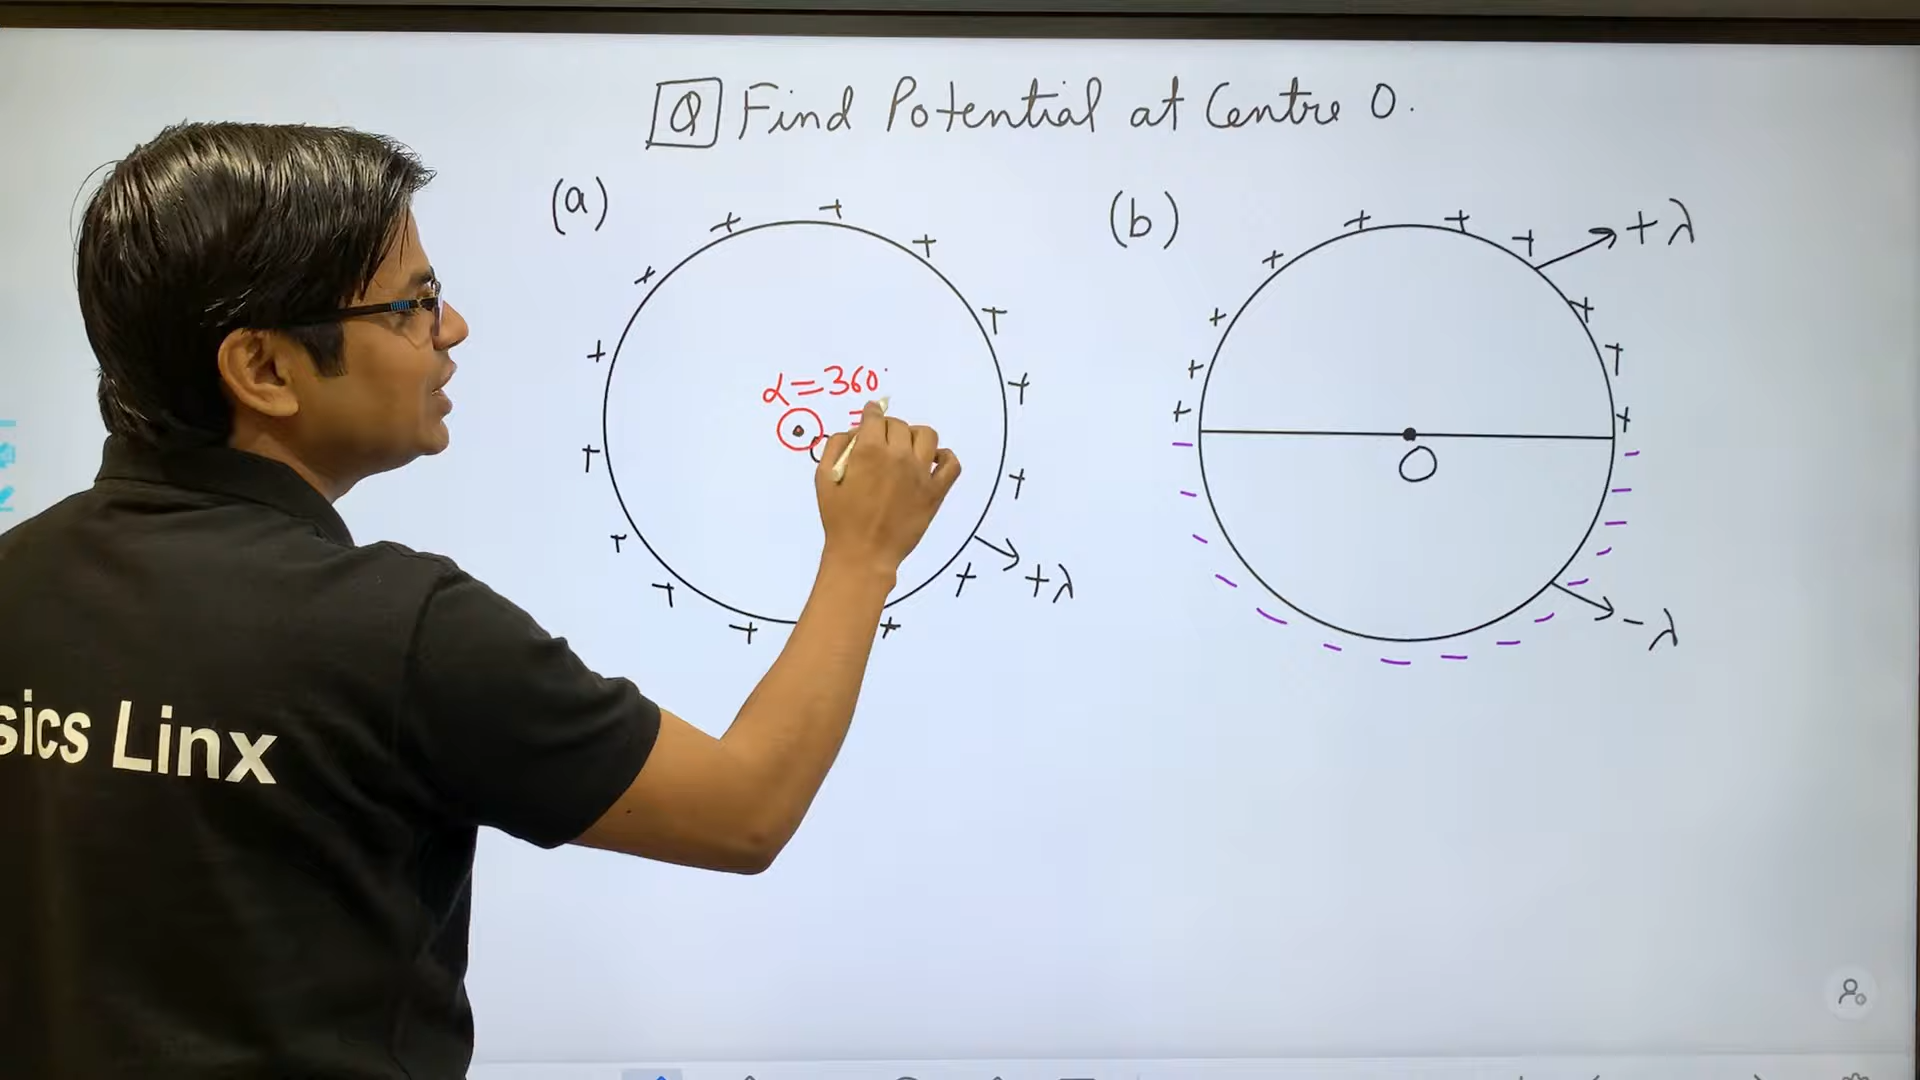 Q Find Potential at Centre O.
(a)
+ + + + + + + + + + + + + + +
α = 360°
=
+λ
(b)
+ + + + + + + + + +
+λ
O
- - - - - - - - - - - - - - - -
-λ
sics Linx